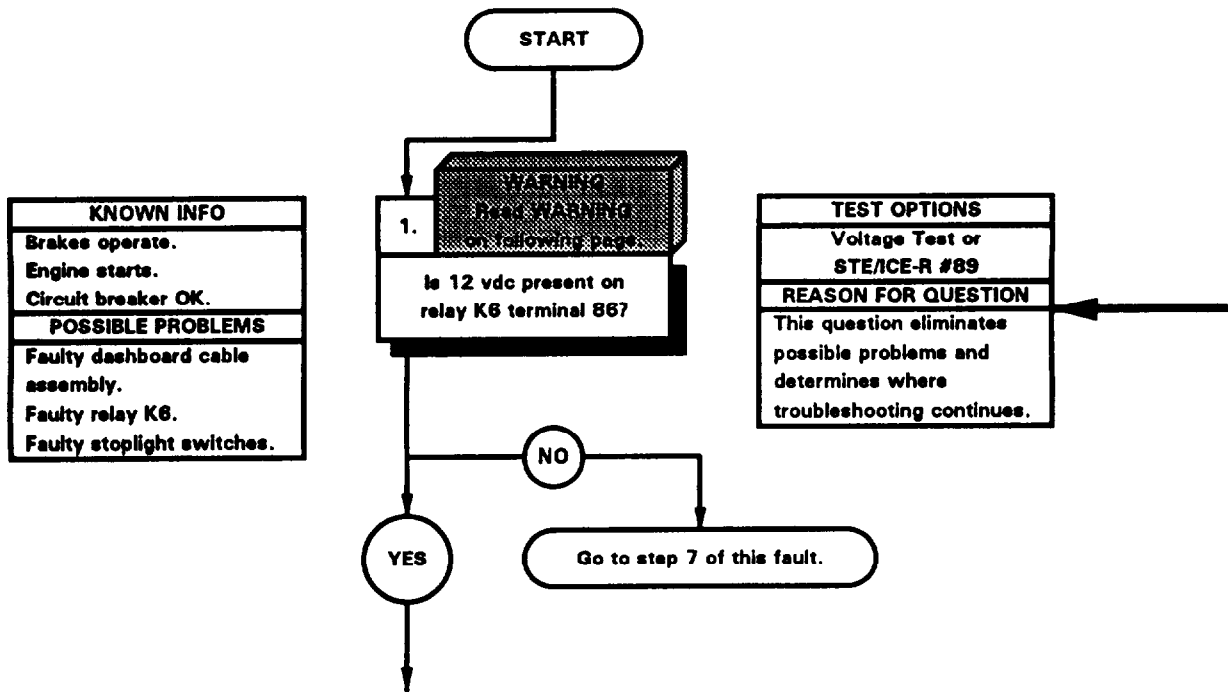 START
KNOWN INFO
Brakes operate.
Engine starts.
Circuit breaker OK.
POSSIBLE PROBLEMS
Faulty dashboard cable
assembly.
Faulty relay K6.
Faulty stoplight switches.
1.
WARNING
Read WARNING
on following page.
Is 12 vdc present on
relay K6 terminal 86?
TEST OPTIONS
Voltage Test or
STE/ICE-R #89
REASON FOR QUESTION
This question eliminates
possible problems and
determines where
troubleshooting continues.
NO
YES
Go to step 7 of this fault.